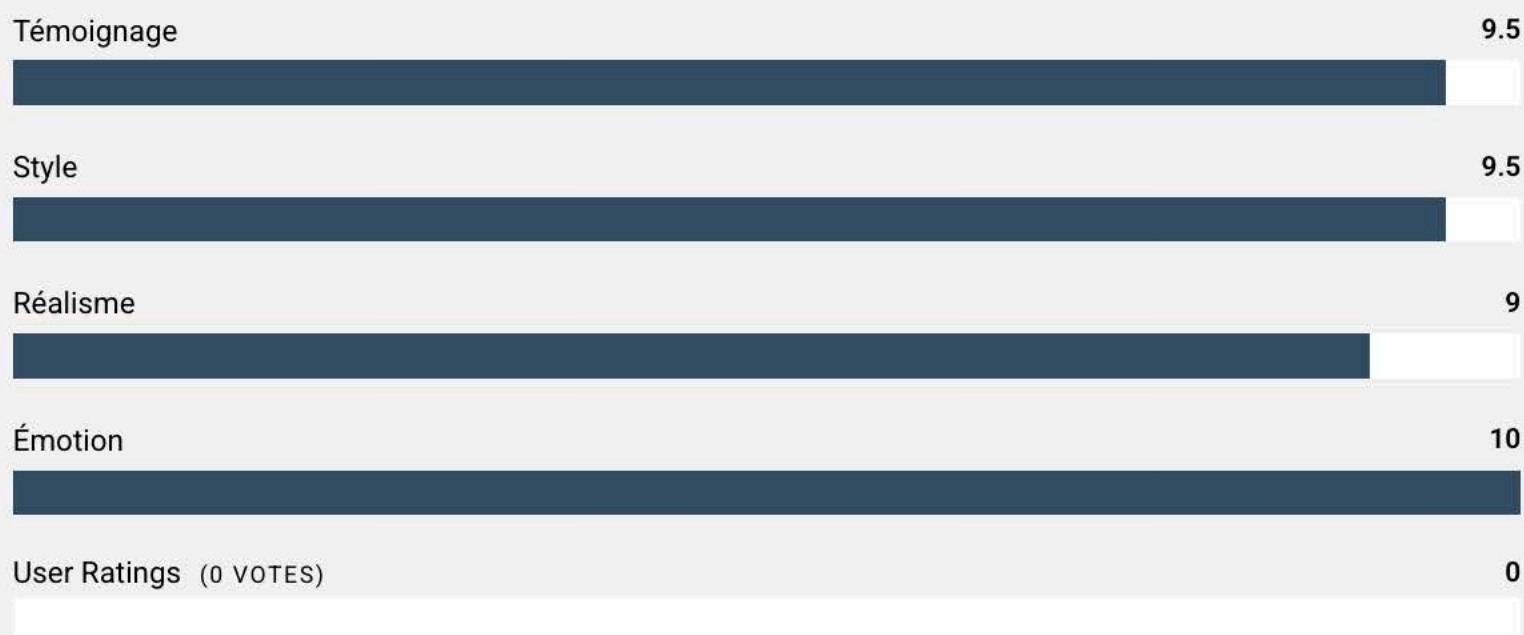 Témoignage 9.5
Style 9.5
Réalisme 9
Émotion 10
User Ratings (0 VOTES) 0